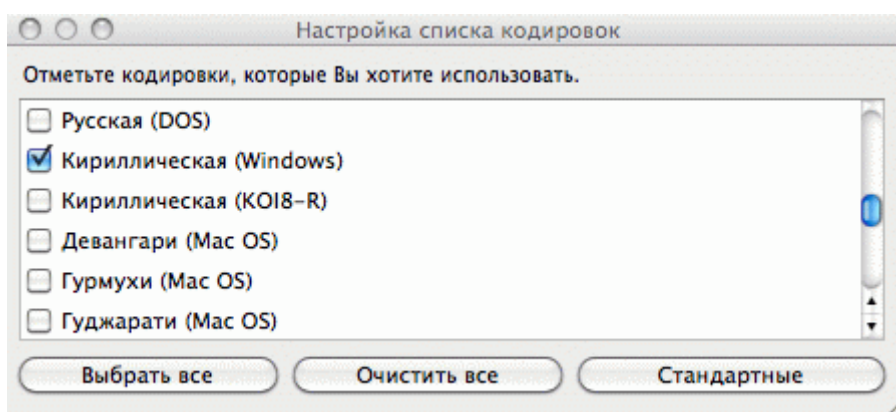 Настройка списка кодировок
Отметьте кодировки, которые Вы хотите использовать.
Русская (DOS)
Кириллическая (Windows)
Кириллическая (KOI8-R)
Девангари (Mac OS)
Гурмухи (Mac OS)
Гуджарати (Mac OS)
Выбрать все Очистить все Стандартные